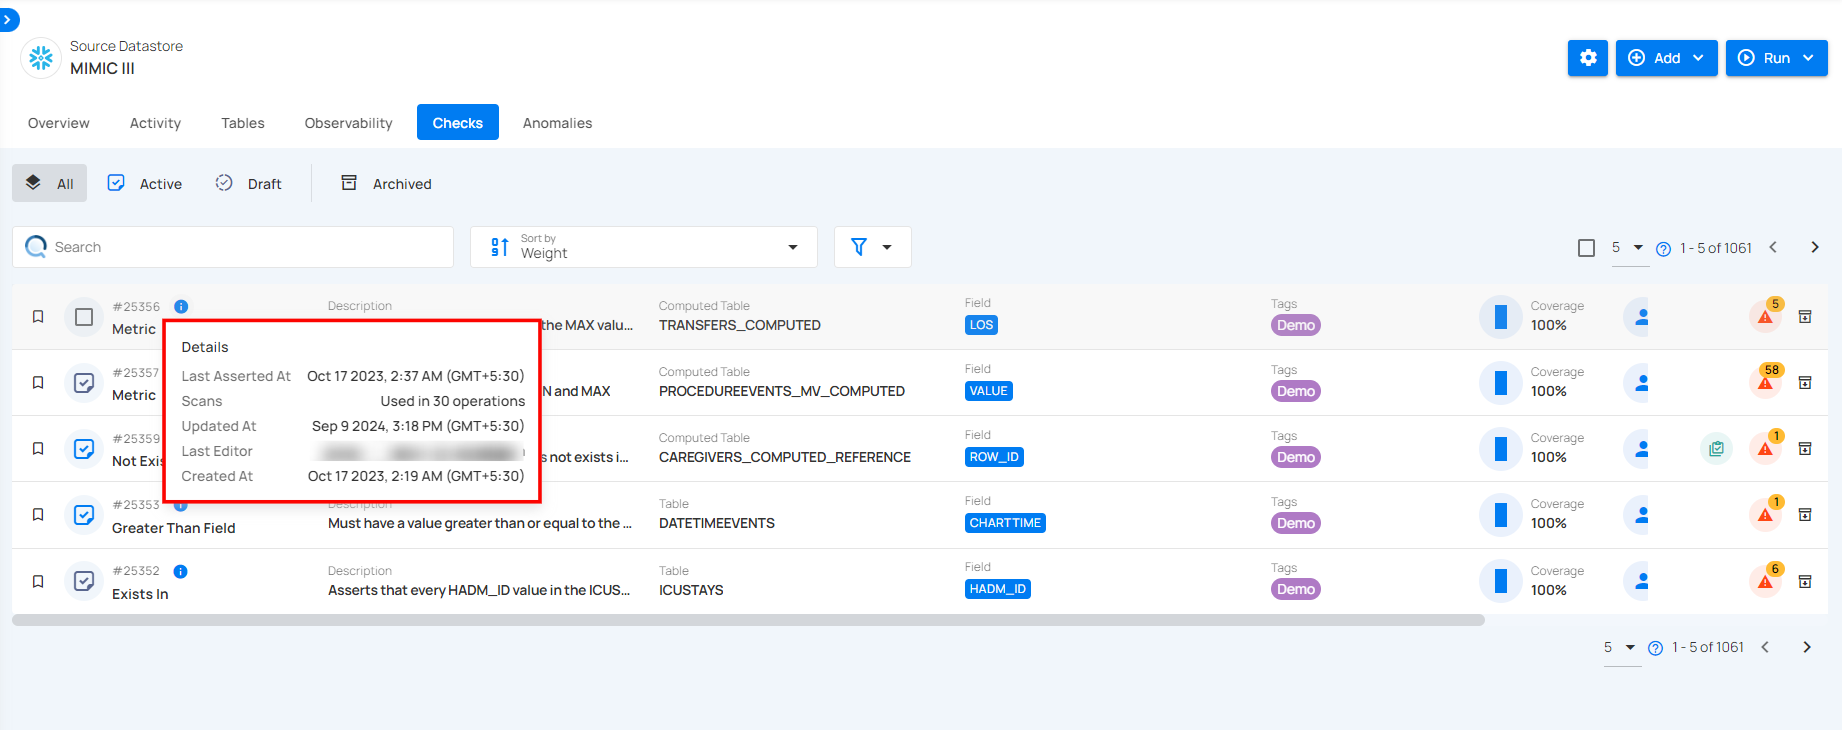 Source Datastore
MIMIC III
Add
Run
Overview
Activity
Tables
Observability
Checks
Anomalies
All
Active
Draft
Archived
Search
Sort by
Weight
5
1 - 5 of 1061
#25356
Metric
Description
the MAX valu...
Computed Table
TRANSFERS_COMPUTED
Field
LOS
Tags
Demo
Coverage
100%
5
Details
Last Asserted At Oct 17 2023, 2:37 AM (GMT+5:30)
Scans Used in 30 operations
Updated At Sep 9 2024, 3:18 PM (GMT+5:30)
Last Editor
Created At Oct 17 2023, 2:19 AM (GMT+5:30)
#25357
Metric
N and MAX
Computed Table
PROCEDUREEVENTS_MV_COMPUTED
Field
VALUE
Tags
Demo
Coverage
100%
58
#25359
Not Exis
s not exists i...
Computed Table
CAREGIVERS_COMPUTED_REFERENCE
Field
ROW_ID
Tags
Demo
Coverage
100%
1
#25353
Greater Than Field
Description
Must have a value greater than or equal to the ...
Table
DATETIMEEVENTS
Field
CHARTTIME
Tags
Demo
Coverage
100%
1
#25352
Exists In
Description
Asserts that every HADM_ID value in the ICUS...
Table
ICUSTAYS
Field
HADM_ID
Tags
Demo
Coverage
100%
6
5
1 - 5 of 1061